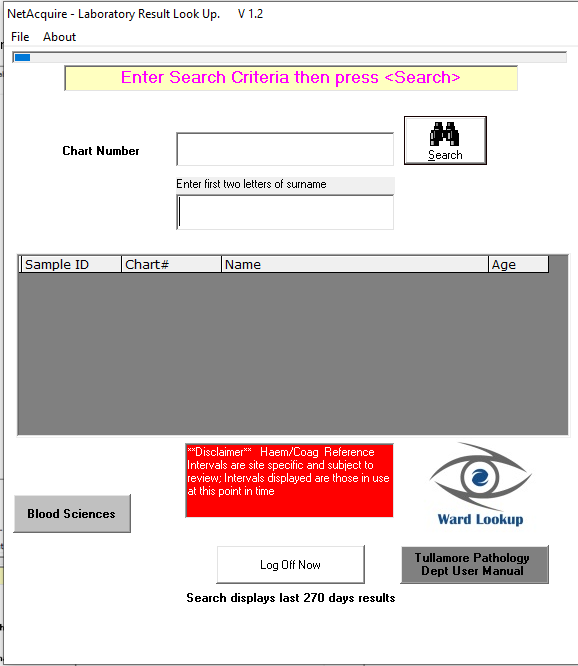 NetAcquire - Laboratory Result Look Up. V 1.2
File About
Enter Search Criteria then press <Search>
Chart Number
Search
Enter first two letters of surname
Sample ID Chart# Name Age
**Disclaimer** Haem/Coag Reference
Intervals are site specific and subject to
review; Intervals displayed are those in use
at this point in time
Ward Lookup
Blood Sciences
Log Off Now
Tullamore Pathology
Dept User Manual
Search displays last 270 days results